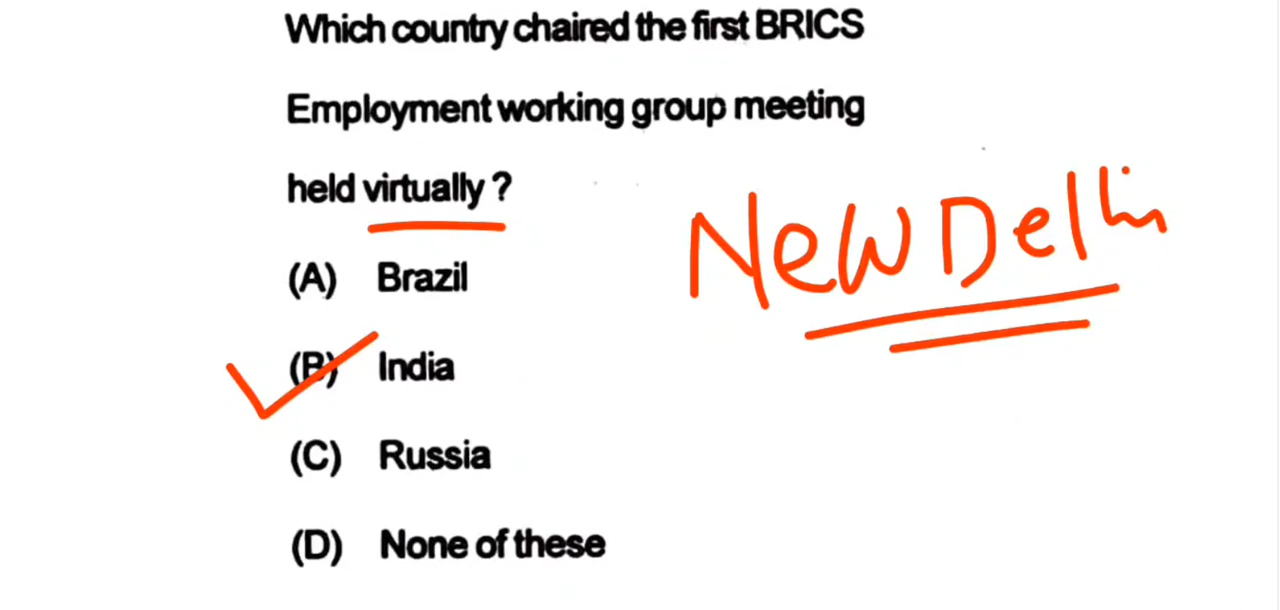 Which country chaired the first BRICS
Employment working group meeting
held virtually ?
New Delhi
(A) Brazil
(B) India
(C) Russia
(D) None of these